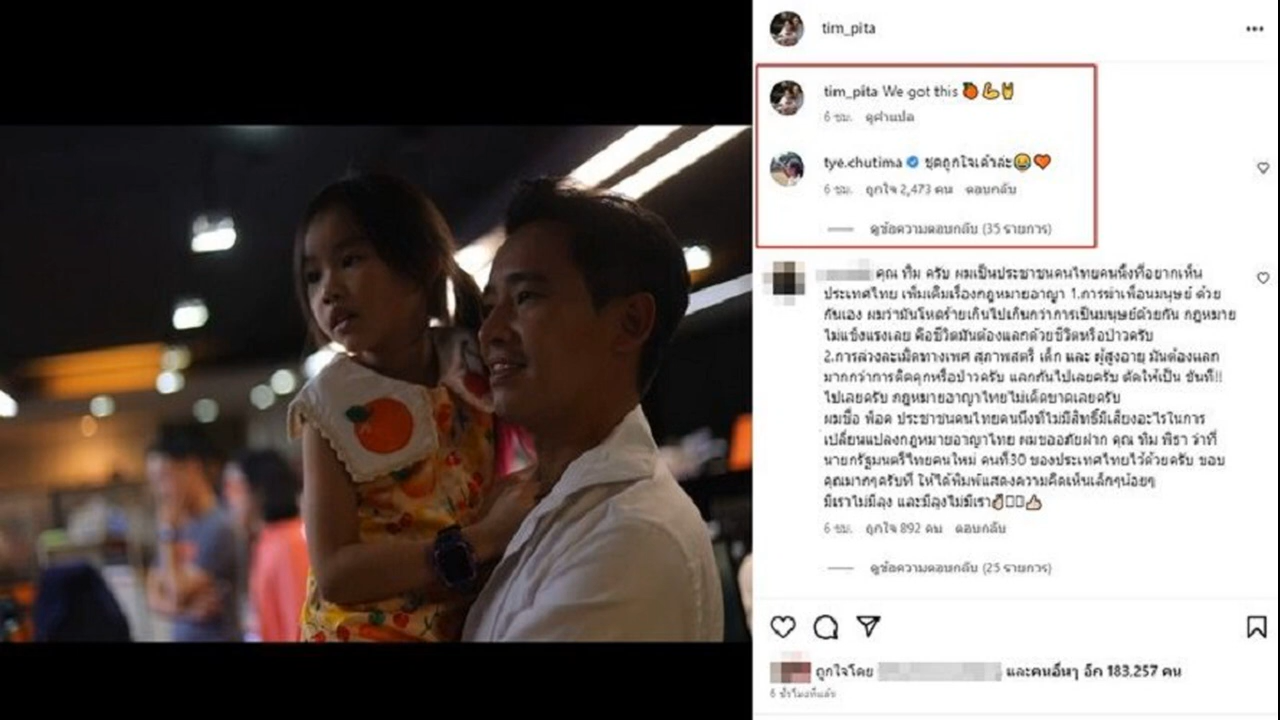 tim_pita
tim_pita We got this 🍊💪🤘
6 ชม. ดูคำแปล
tye.chutima ชุดถูกใจเค้าล่ะ😂🧡
6 ชม. ถูกใจ 2,473 คน ตอบกลับ
ดูข้อความตอบกลับ (35 รายการ)
คุณ ทิม ครับ ผมเป็นประชาชนคนไทยคนนึ่งที่อยากเห็น
ประเทศไทย เพิ่มเติมเรื่องกฎหมายอาญา 1.การฆ่าเพื่อนมนุษย์ ด้วย
กันเอง ผมว่ามันโหดร้ายเกินไปเกินกว่าการเป็นมนุษย์ด้วยกัน กฎหมาย
ไม่แข็งแรงเลย คือชีวิตมันต้องแลกด้วยชีวิตหรือป่าวครับ
2.การล่วงละเมิดทางเพศ สุภาพสตรี เด็ก และ ผู้สูงอายุ มันต้องแลก
มากกว่าการติดคุกหรือป่าวครับ แลกกันไปเลยครับ ตัดให้เป็น ขันที!!
ไปเลยครับ กฎหมายอาญาไทยไม่เด็ดขาดเลยครับ
ผมชื่อ พ็อค ประชาชนคนไทยคนนึงที่ไม่มีสิทธิ์มีเสียงอะไรในการ
เปลี่ยนแปลงกฎหมายอาญาไทย ผมขออภัยฝาก คุณ ทิม พิธา ว่าที่
นายกรัฐมนตรีไทยคนใหม่ คนที่30 ของประเทศไทยไว้ด้วยครับ ขอบ
คุณมากๆครับที่ ให้ได้พิมพ์แสดงความคิดเห็นเล็กๆน้อยๆ
มีเราไม่มีลุง และมีลุงไม่มีเรา
6 ชม. ถูกใจ 892 คน ตอบกลับ
ดูข้อความตอบกลับ (25 รายการ)
ถูกใจโดย และคนอื่นๆ อีก 183,257 คน
6 ชั่วโมงที่แล้ว